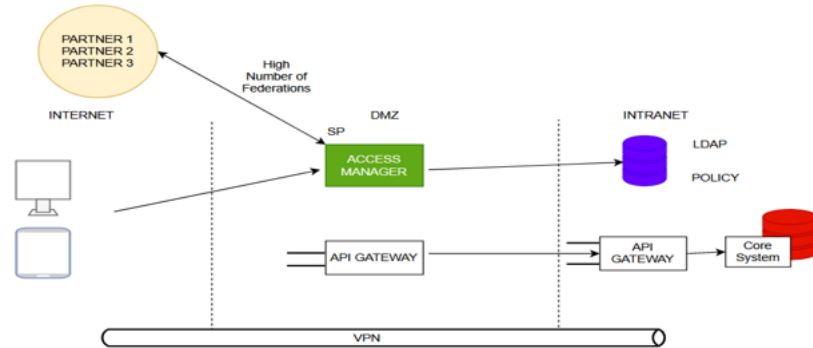 PARTNER 1
PARTNER 2
PARTNER 3
High
Number of
Federations
INTERNET
DMZ
INTRANET
SP
ACCESS
MANAGER
LDAP
POLICY
API GATEWAY
API
GATEWAY
Core
System
VPN